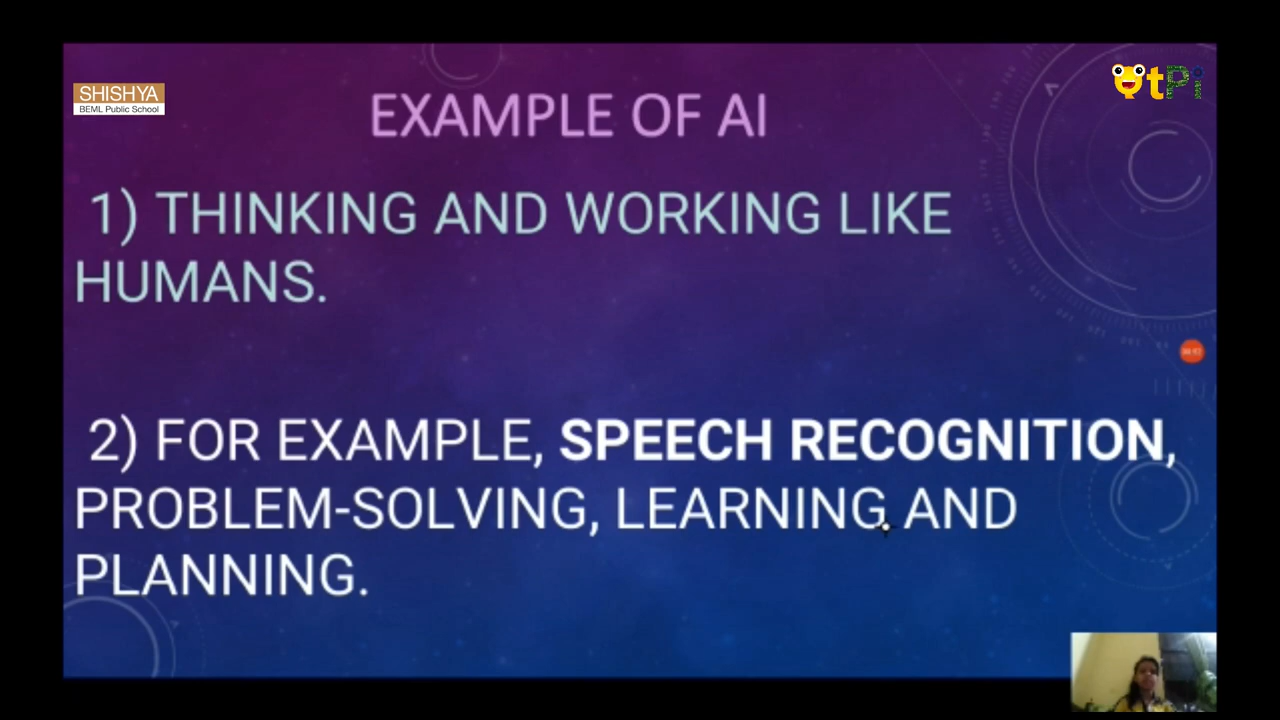 SHISHYA
BEML Public School
QtPi
EXAMPLE OF AI
1) THINKING AND WORKING LIKE
HUMANS.
2) FOR EXAMPLE, SPEECH RECOGNITION,
PROBLEM-SOLVING, LEARNING AND
PLANNING.